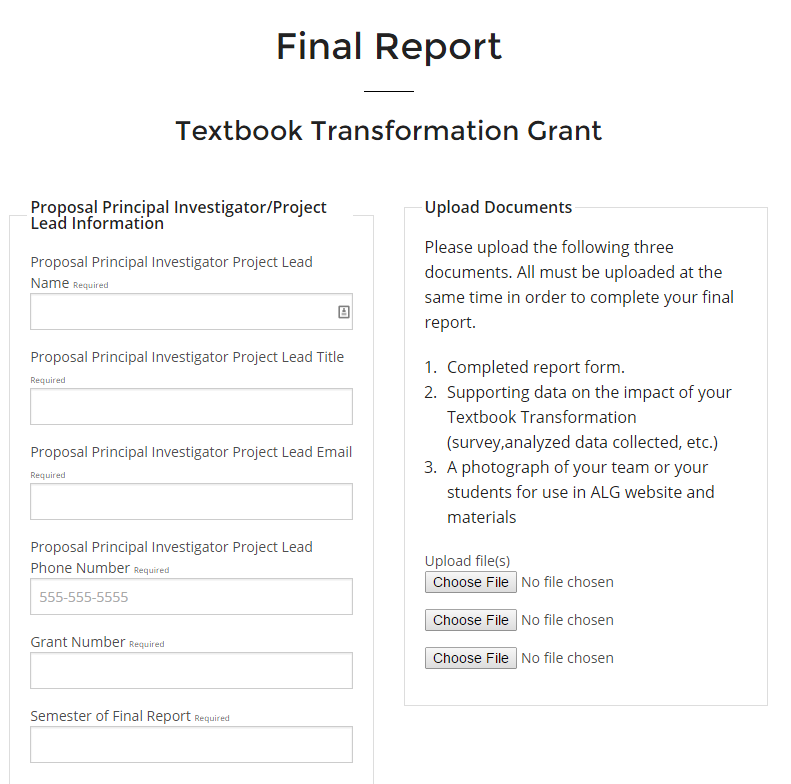 Final Report
Textbook Transformation Grant
Proposal Principal Investigator/Project
Lead Information
Proposal Principal Investigator Project Lead
Name Required
Proposal Principal Investigator Project Lead Title
Required
Proposal Principal Investigator Project Lead Email
Required
Proposal Principal Investigator Project Lead
Phone Number Required
555-555-5555
Grant Number Required
Semester of Final Report Required
Upload Documents
Please upload the following three
documents. All must be uploaded at the
same time in order to complete your final
report.
1. Completed report form.
2. Supporting data on the impact of your
Textbook Transformation
(survey,analyzed data collected, etc.)
3. A photograph of your team or your
students for use in ALG website and
materials
Upload file(s)
Choose File No file chosen
Choose File No file chosen
Choose File No file chosen